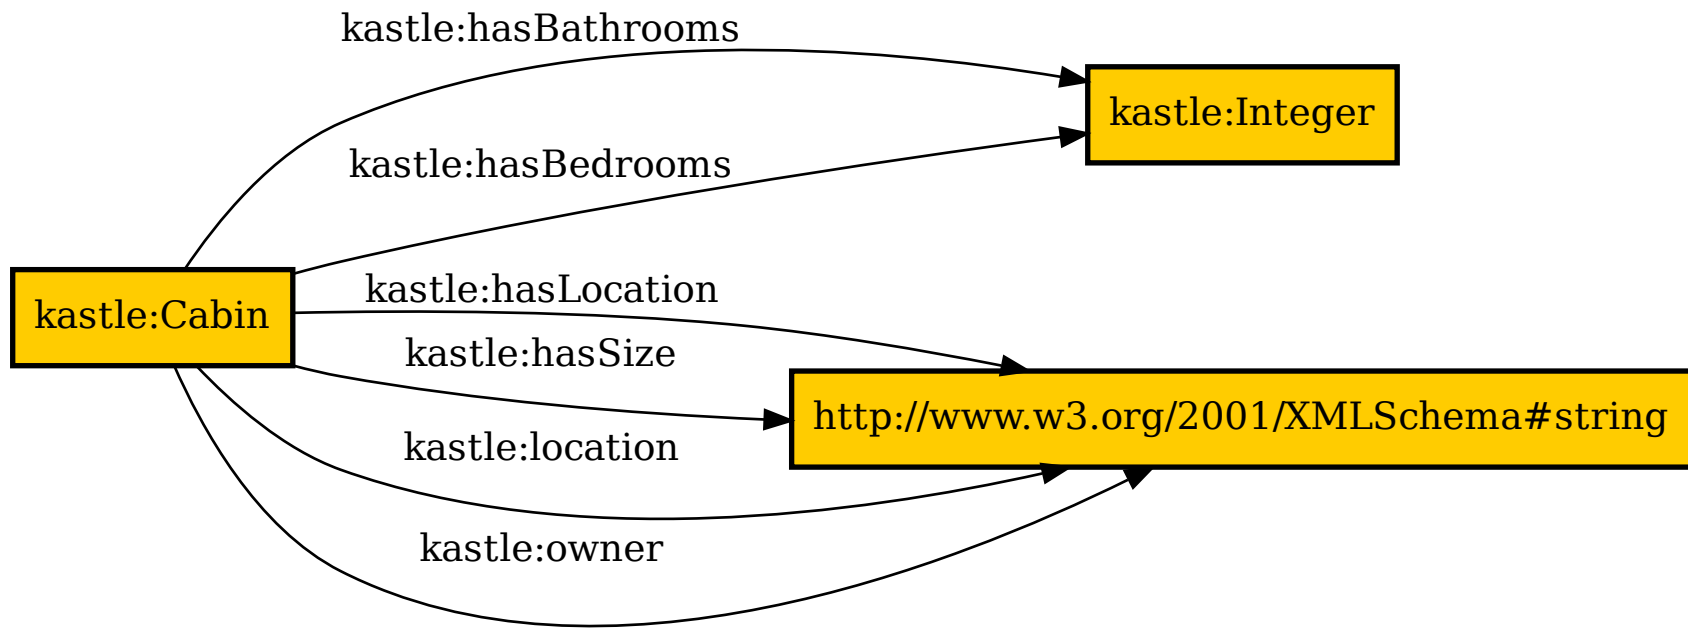 kastle:hasBathrooms
kastle:Integer
kastle:hasBedrooms
kastle:hasLocation
kastle:Cabin
kastle:hasSize
http://www.w3.org/2001/XMLSchema#string
kastle:location
kastle:owner